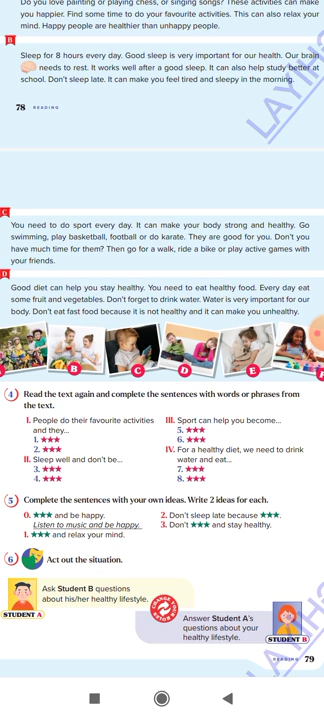 Do you love painting or playing chess, or singing songs? These activities can make
you happier. Find some time to do your favourite activities. This can also relax your
mind. Happy people are healthier than unhappy people.
B
Sleep for 8 hours every day. Good sleep is very important for our health. Our brain
needs to rest. It works well after a good sleep. It can also help study better at
school. Don't sleep late. It can make you feel tired and sleepy in the morning.
78 READING
C
You need to do sport every day. It can make your body strong and healthy. Go
swimming, play basketball, football or do karate. They are good for you. Don't you
have much time for them? Then go for a walk, ride a bike or play active games with
your friends.
D
Good diet can help you stay healthy. You need to eat healthy food. Every day eat
some fruit and vegetables. Don't forget to drink water. Water is very important for our
body. Don't eat fast food because it is not healthy and it can make you unhealthy.
A B C D E F
4 Read the text again and complete the sentences with words or phrases from
the text.
I. People do their favourite activities
and they...
1. ★★★
2. ★★★
II. Sleep well and don't be...
3. ★★★
4. ★★★
III. Sport can help you become...
5. ★★★
6. ★★★
IV. For a healthy diet, we need to drink
water and eat...
7. ★★★
8. ★★★
5 Complete the sentences with your own ideas. Write 2 ideas for each.
0. ★★★ and be happy.
Listen to music and be happy.
1. ★★★ and relax your mind.
2. Don't sleep late because ★★★.
3. Don't ★★★ and stay healthy.
6 Act out the situation.
Ask Student B questions
about his/her healthy lifestyle.
STUDENT A
CHANGE YOUR ROLES
Answer Student A's
questions about your
healthy lifestyle.
STUDENT B
READING 79
LAYIHƏ
LAYIHƏ